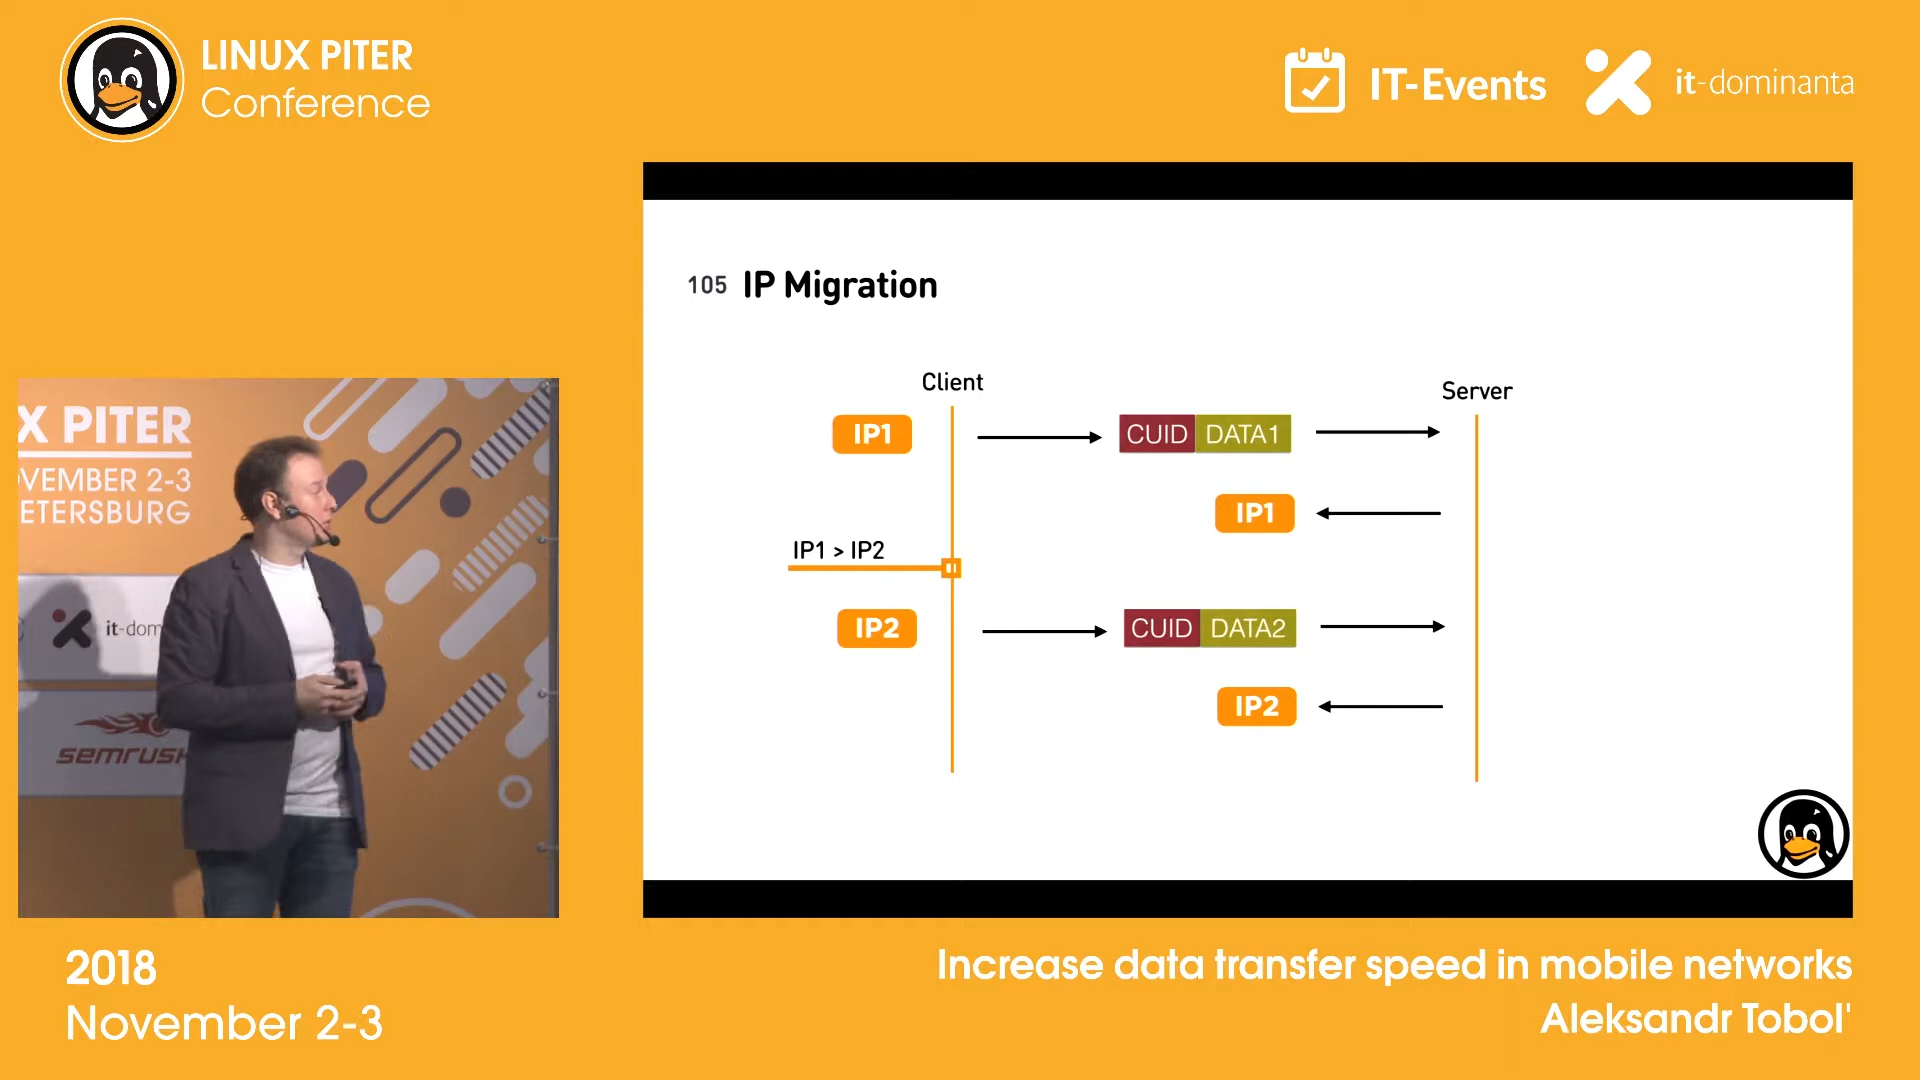 LINUX PITER
Conference
IT-Events
it-dominanta
105 IP Migration
Client
Server
IP1
CUID DATA1
IP1
IP1 > IP2
IP2
CUID DATA2
IP2
X PITER
VEMBER 2-3
ETERSBURG
it-dom
semrush
2018
November 2-3
Increase data transfer speed in mobile networks
Aleksandr Tobol'